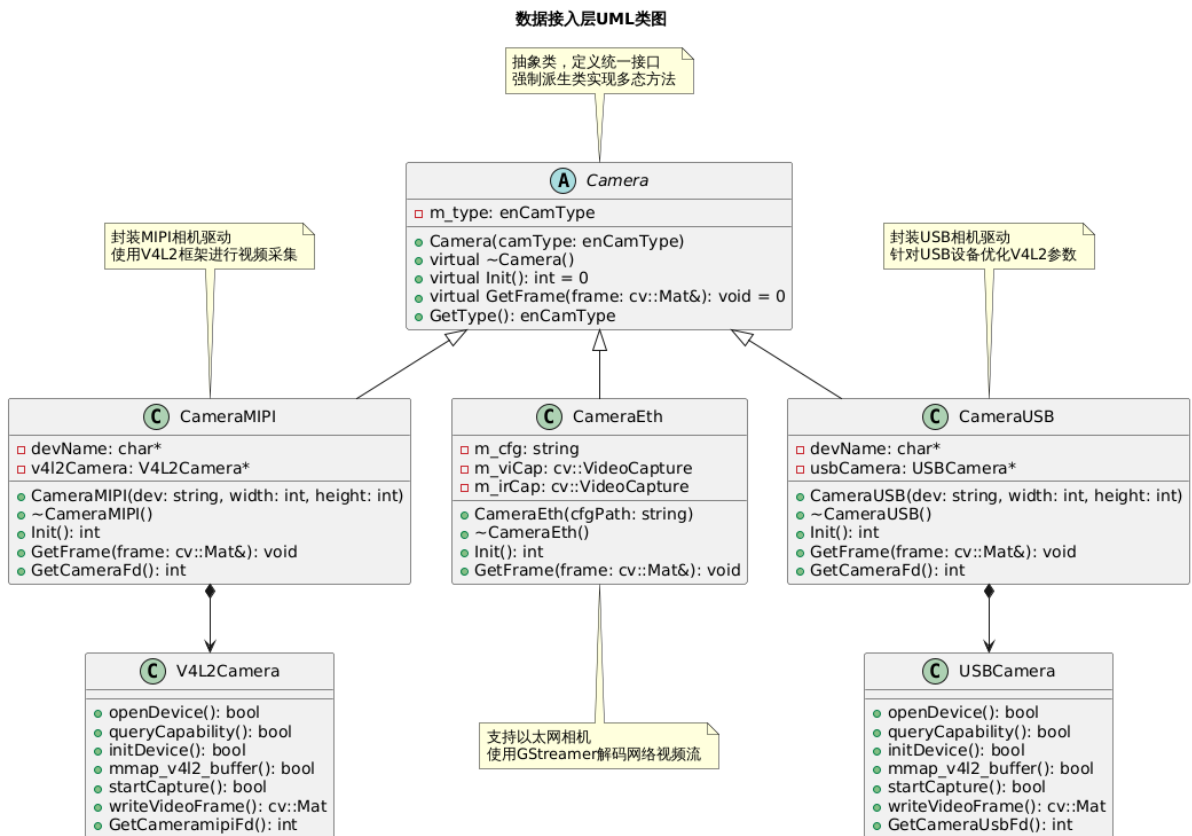 数据接入层UML类图
抽象类，定义统一接口
强制派生类实现多态方法
A Camera
m_type: enCamType
Camera(camType: enCamType)
virtual ~Camera()
virtual Init(): int = 0
virtual GetFrame(frame: cv::Mat&): void = 0
GetType(): enCamType
封装MIPI相机驱动
使用V4L2框架进行视频采集
封装USB相机驱动
针对USB设备优化V4L2参数
C CameraMIPI
devName: char*
v4l2Camera: V4L2Camera*
CameraMIPI(dev: string, width: int, height: int)
~CameraMIPI()
Init(): int
GetFrame(frame: cv::Mat&): void
GetCameraFd(): int
C CameraEth
m_cfg: string
m_viCap: cv::VideoCapture
m_irCap: cv::VideoCapture
CameraEth(cfgPath: string)
~CameraEth()
Init(): int
GetFrame(frame: cv::Mat&): void
C CameraUSB
devName: char*
usbCamera: USBCamera*
CameraUSB(dev: string, width: int, height: int)
~CameraUSB()
Init(): int
GetFrame(frame: cv::Mat&): void
GetCameraFd(): int
C V4L2Camera
openDevice(): bool
queryCapability(): bool
initDevice(): bool
mmap_v4l2_buffer(): bool
startCapture(): bool
writeVideoFrame(): cv::Mat
GetCameramipiFd(): int
支持以太网相机
使用GStreamer解码网络视频流
C USBCamera
openDevice(): bool
queryCapability(): bool
initDevice(): bool
mmap_v4l2_buffer(): bool
startCapture(): bool
writeVideoFrame(): cv::Mat
GetCameraUsbFd(): int